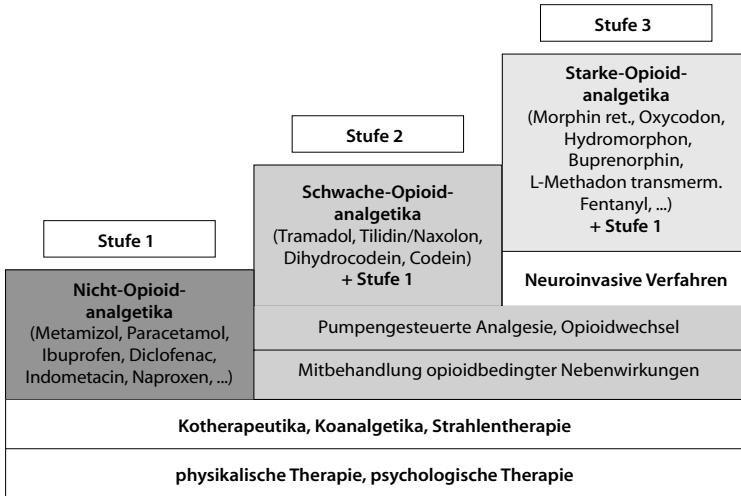 Stufe 1
Nicht-Opioid-
analgetika
(Metamizol, Paracetamol,
Ibuprofen, Diclofenac,
Indometacin, Naproxen, ...)
Stufe 2
Schwache-Opioid-
analgetika
(Tramadol, Tilidin/Naxolon,
Dihydrocodein, Codein)
+ Stufe 1
Stufe 3
Starke-Opioid-
analgetika
(Morphin ret., Oxycodon,
Hydromorphon,
Buprenorphin,
L-Methadon transmerm.
Fentanyl, ...)
+ Stufe 1
Neuroinvasive Verfahren
Pumpengesteuerte Analgesie, Opioidwechsel
Mitbehandlung opioidbedingter Nebenwirkungen
Kotherapeutika, Koanalgetika, Strahlentherapie
physikalische Therapie, psychologische Therapie